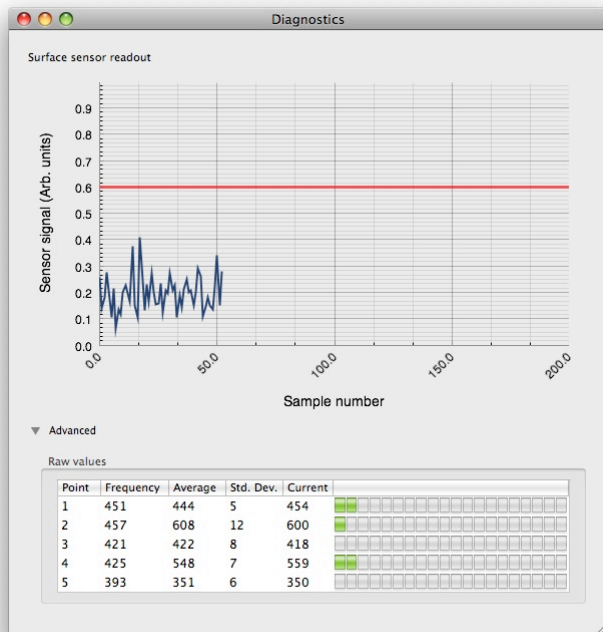 Diagnostics
Surface sensor readout
Sensor signal (Arb. units)
0.9
0.8
0.7
0.6
0.5
0.4
0.3
0.2
0.1
0.0
0.0 50.0 100.0 150.0 200.0
Sample number
Advanced
Raw values
Point Frequency Average Std. Dev. Current
1 451 444 5 454
2 457 608 12 600
3 421 422 8 418
4 425 548 7 559
5 393 351 6 350